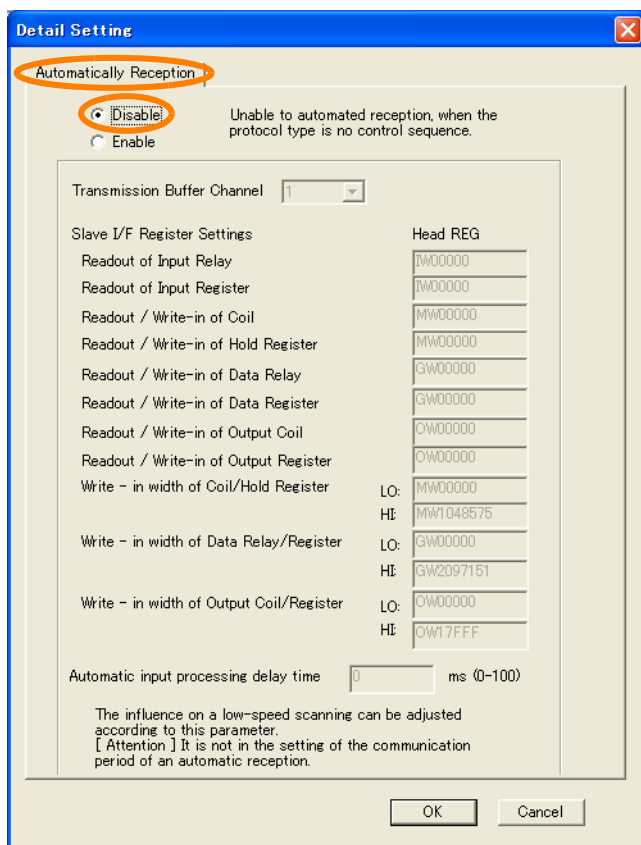 Detail Setting
Automatically Reception
Disable
Unable to automated reception, when the
protocol type is no control sequence.
Enable
Transmission Buffer Channel 1
Slave I/F Register Settings Head REG
Readout of Input Relay IW00000
Readout of Input Register IW00000
Readout / Write-in of Coil MW00000
Readout / Write-in of Hold Register MW00000
Readout / Write-in of Data Relay GW00000
Readout / Write-in of Data Register GW00000
Readout / Write-in of Output Coil OW00000
Readout / Write-in of Output Register OW00000
Write - in width of Coil/Hold Register LO: MW00000
HI: MW1048575
Write - in width of Data Relay/Register LO: GW00000
HI: GW2097151
Write - in width of Output Coil/Register LO: OW00000
HI: OW17FFF
Automatic input processing delay time 0 ms (0-100)
The influence on a low-speed scanning can be adjusted
according to this parameter.
[ Attention ] It is not in the setting of the communication
period of an automatic reception.
OK Cancel